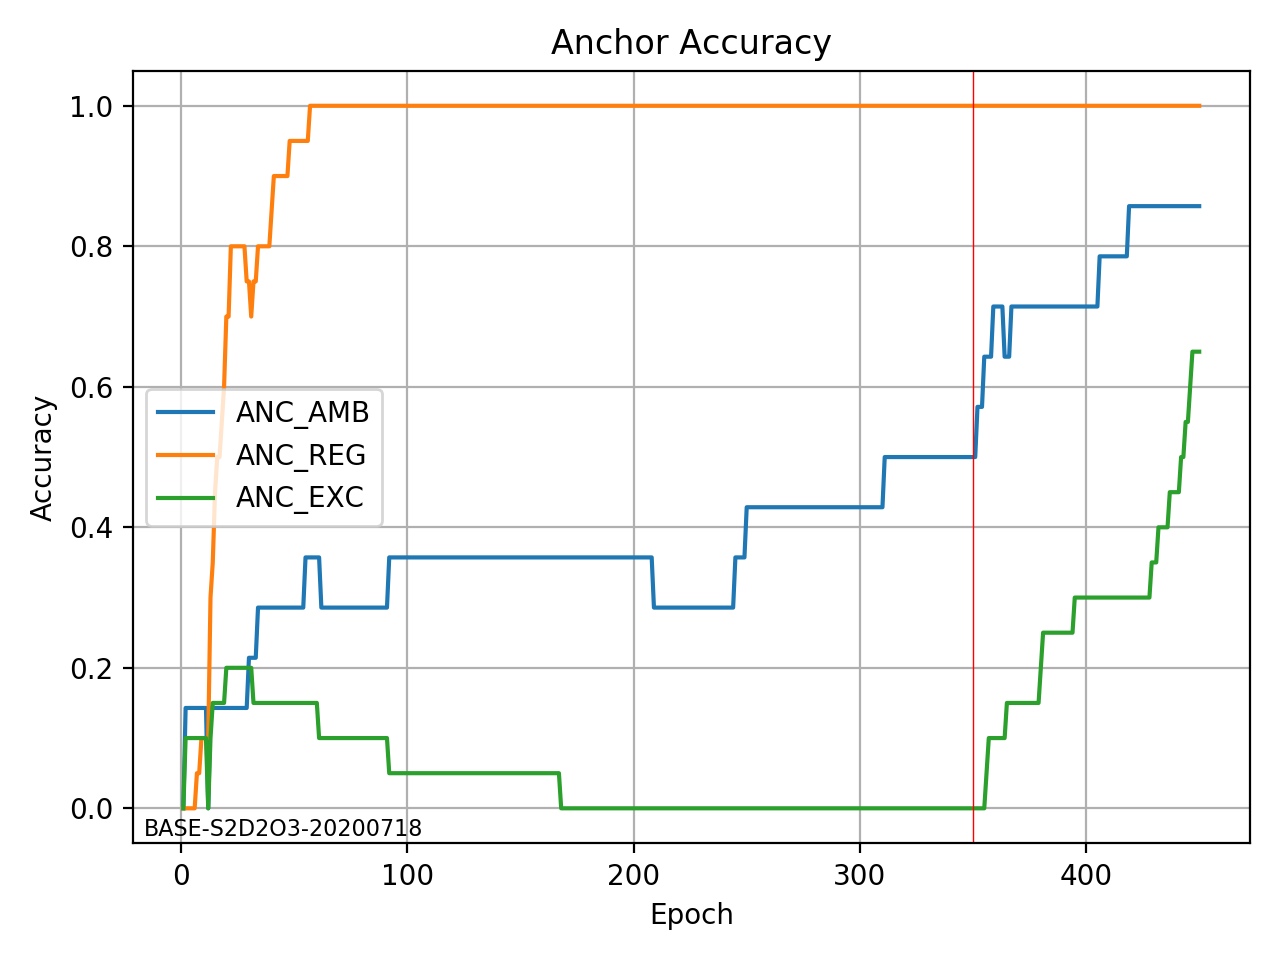 Anchor Accuracy
1.0
0.8
0.6
0.4
0.2
0.0
Accuracy
ANC_AMB
ANC_REG
ANC_EXC
BASE-S2D2O3-20200718
0 100 200 300 400
Epoch